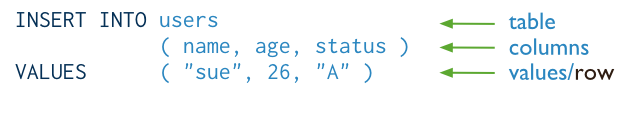 INSERT INTO users table
( name, age, status ) columns
VALUES ( "sue", 26, "A" ) values/row